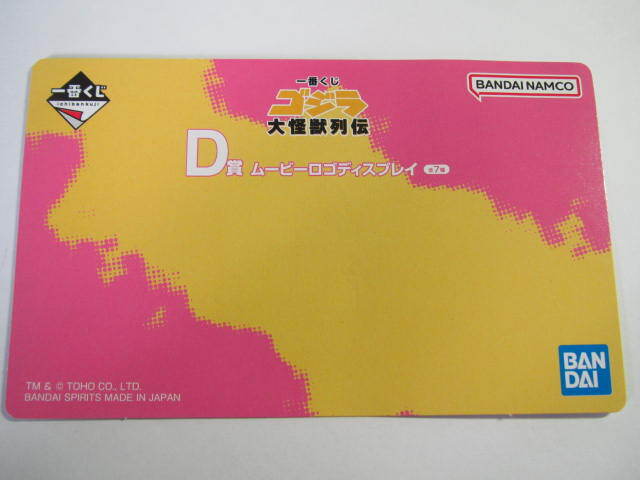 一番くじ
ichibankuji
一番くじ
ゴジラ
大怪獣列伝
BANDAI NAMCO
D賞 ムービーロゴディスプレイ 全7種
TM & © TOHO CO., LTD.
BANDAI SPIRITS MADE IN JAPAN
BAN
DAI